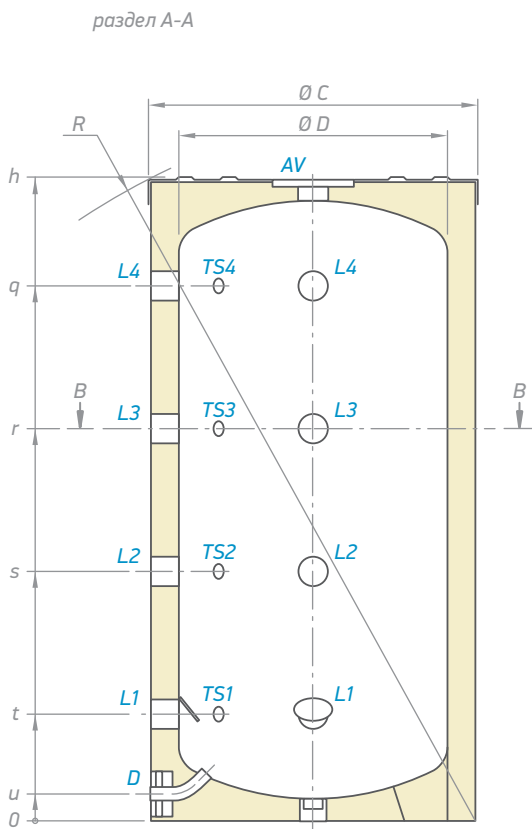 раздел A-A
Ø C
R
Ø D
h
AV
L4
TS4
L4
q
B
L3
TS3
L3
B
r
L2
TS2
L2
s
L1
TS1
L1
t
D
u
0